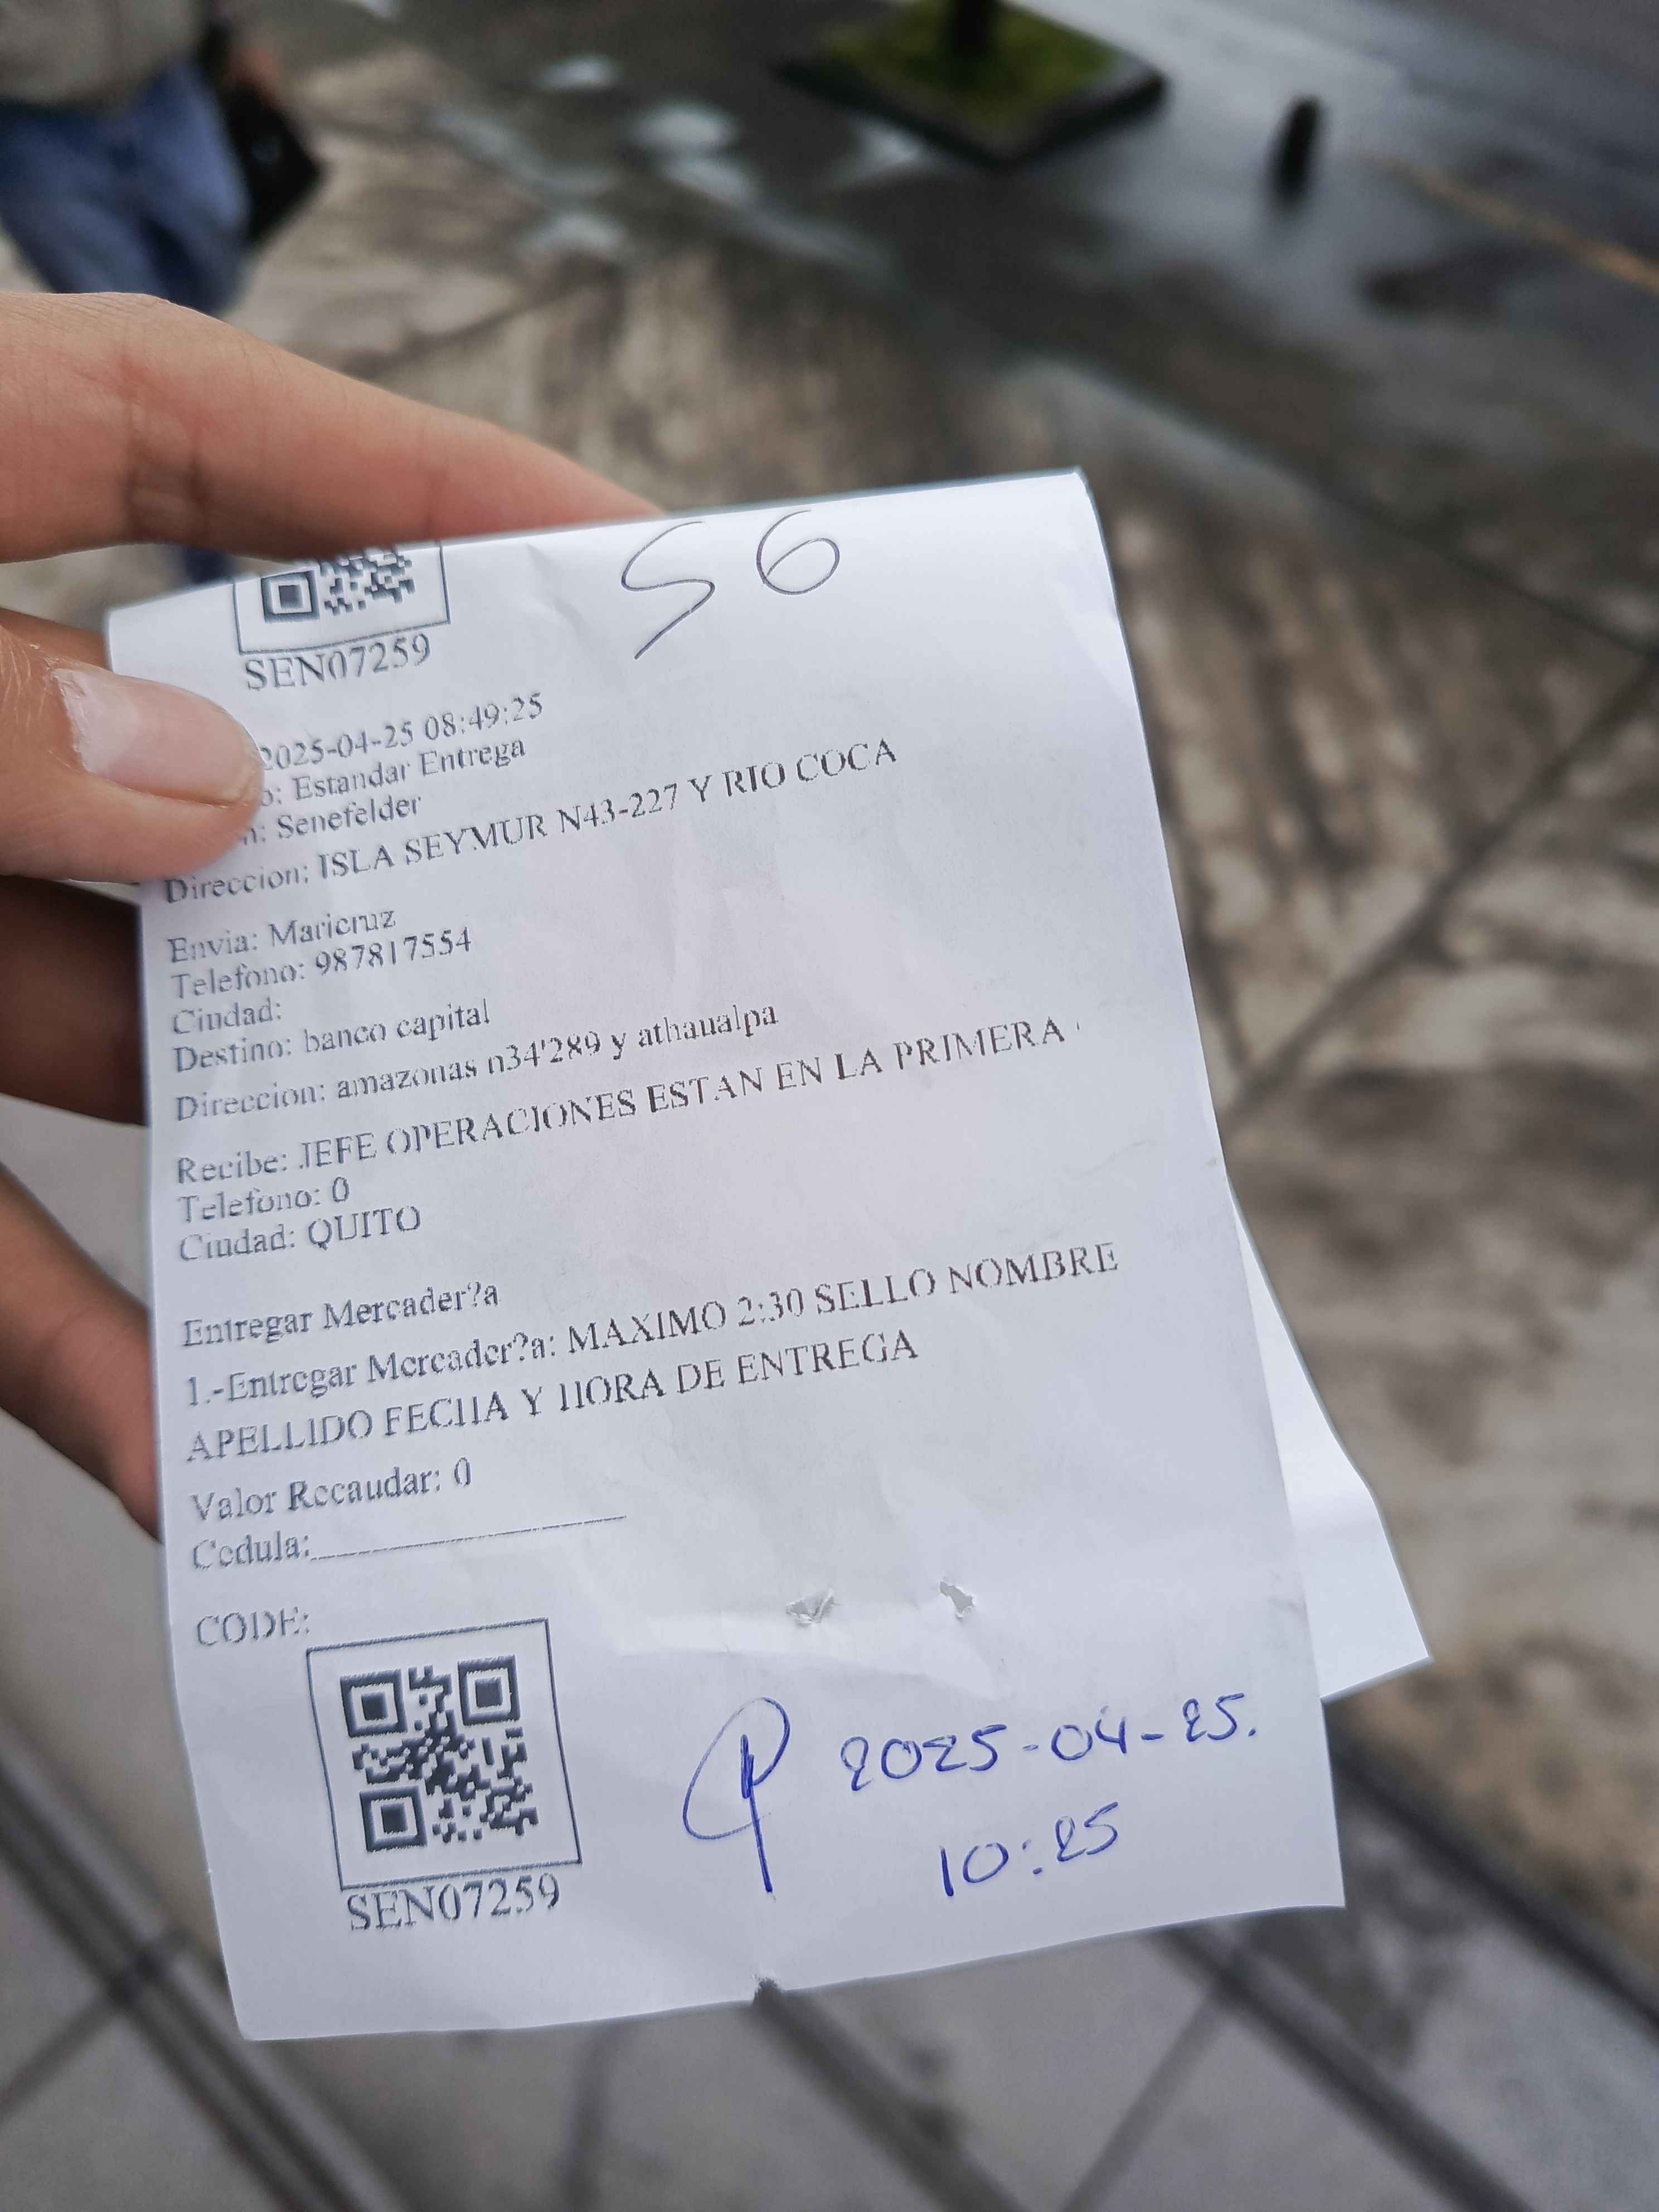 56
SEN07259
2025-04-25 08:49:25
o: Estandar Entrega
n: Senefelder
Direccion: ISLA SEYMUR N43-227 Y RIO COCA
Envia: Maricruz
Telefono: 987817554
Ciudad:
Destino: banco capital
Direccion: amazonas n34'289 y athaualpa
Recibe: JEFE OPERACIONES ESTAN EN LA PRIMERA
Telefono: 0
Ciudad: QUITO
Entregar Mercader?a
1.-Entregar Mercader?a: MAXIMO 2:30 SELLO NOMBRE
APELLIDO FECHA Y HORA DE ENTREGA
Valor Recaudar: 0
Cedula:
CODE:
2025-04-25.
10:25
SEN07259